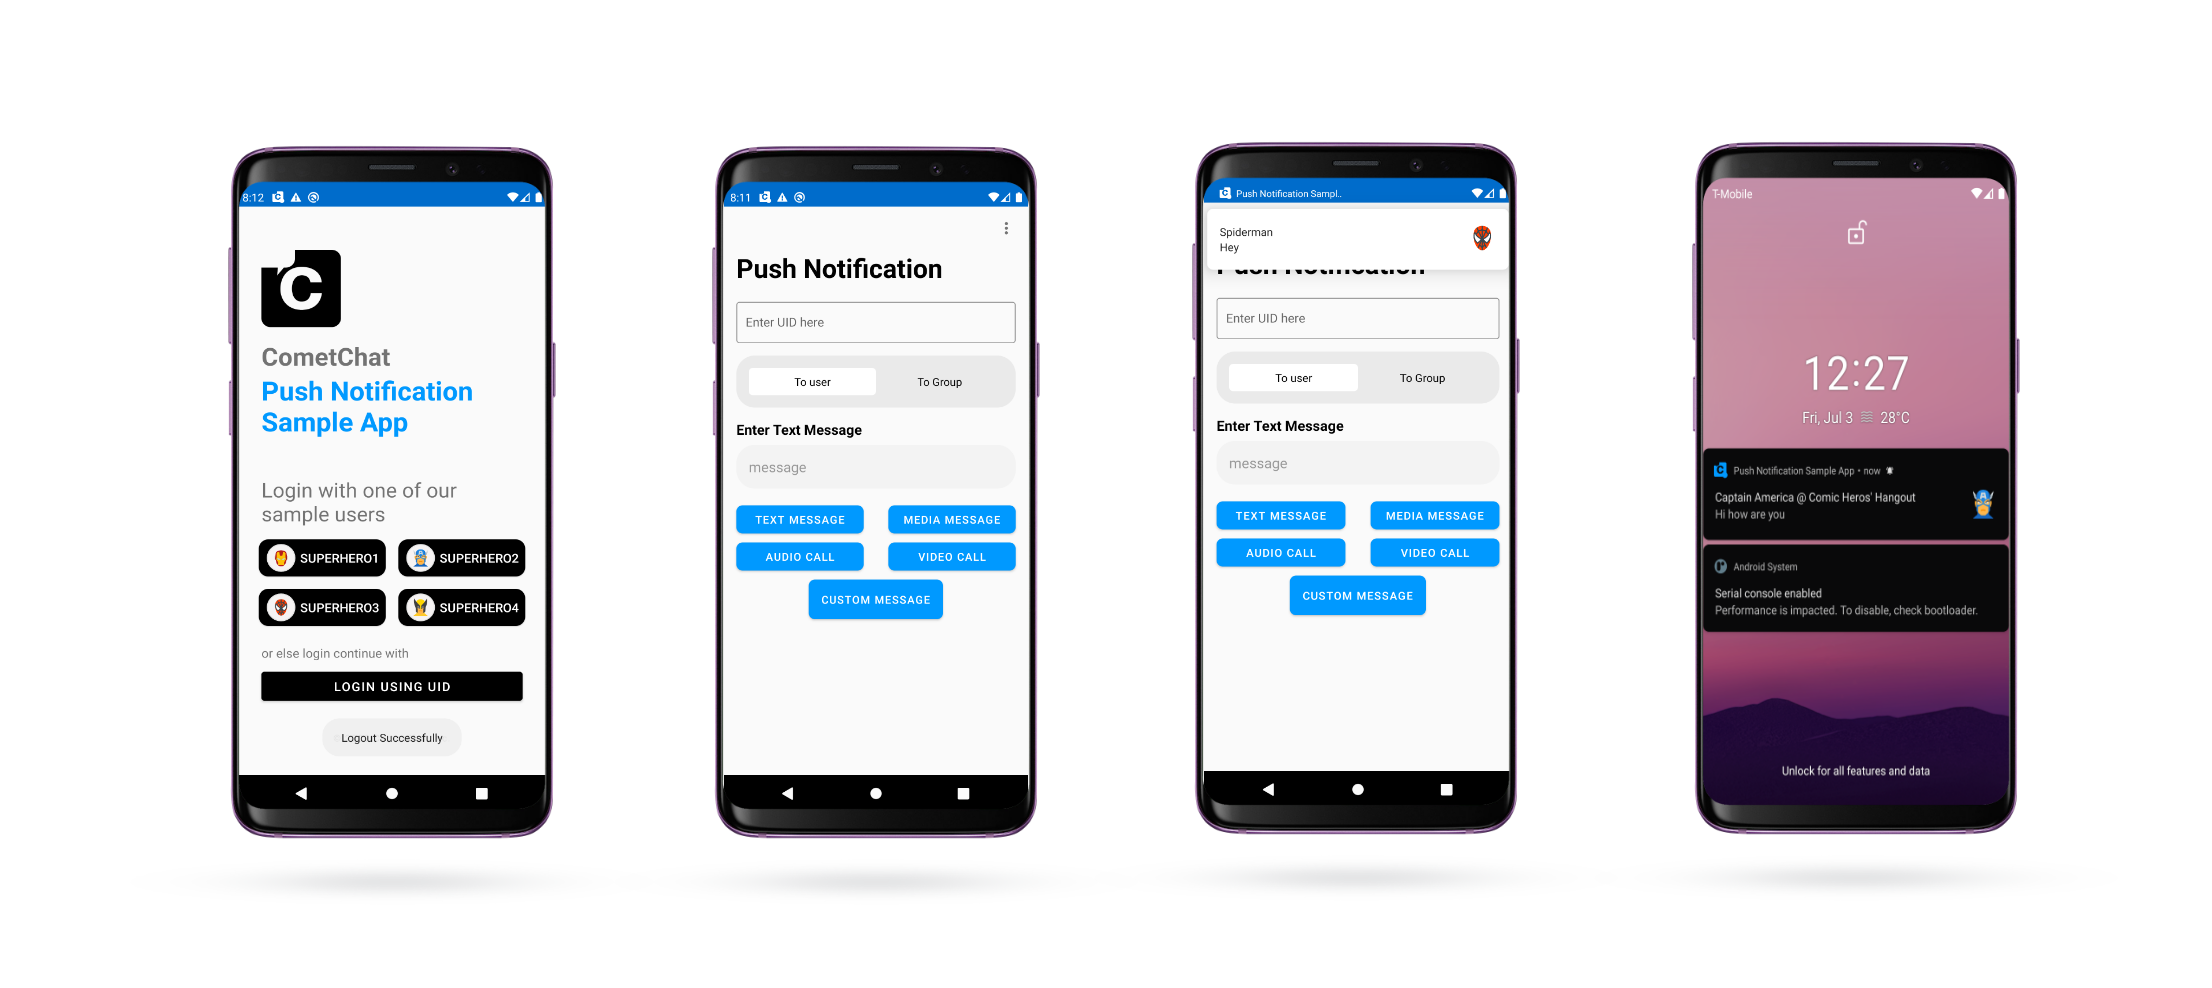 8:12
C
CometChat
Push Notification
Sample App
Login with one of our
sample users
SUPERHERO1
SUPERHERO2
SUPERHERO3
SUPERHERO4
or else login continue with
LOGIN USING UID
Logout Successfully
8:11
Push Notification
Enter UID here
To user
To Group
Enter Text Message
message
TEXT MESSAGE
MEDIA MESSAGE
AUDIO CALL
VIDEO CALL
CUSTOM MESSAGE
Push Notification Sampl..
Spiderman
Hey
Push Notification
Enter UID here
To user
To Group
Enter Text Message
message
TEXT MESSAGE
MEDIA MESSAGE
AUDIO CALL
VIDEO CALL
CUSTOM MESSAGE
T-Mobile
12:27
Fri, Jul 3 28°C
Push Notification Sample App • now
Captain America @ Comic Heros' Hangout
Hi how are you
Android System
Serial console enabled
Performance is impacted. To disable, check bootloader.
Unlock for all features and data